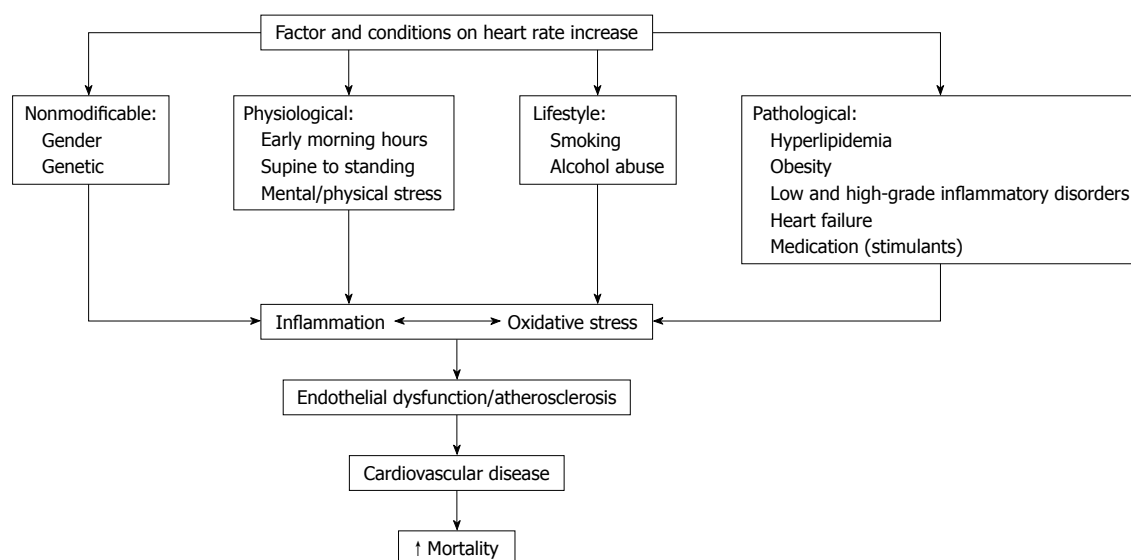 Factor and conditions on heart rate increase
Nonmodificable:
Gender
Genetic
Physiological:
Early morning hours
Supine to standing
Mental/physical stress
Lifestyle:
Smoking
Alcohol abuse
Pathological:
Hyperlipidemia
Obesity
Low and high-grade inflammatory disorders
Heart failure
Medication (stimulants)
Inflammation ↔ Oxidative stress
Endothelial dysfunction/atherosclerosis
Cardiovascular disease
↑ Mortality